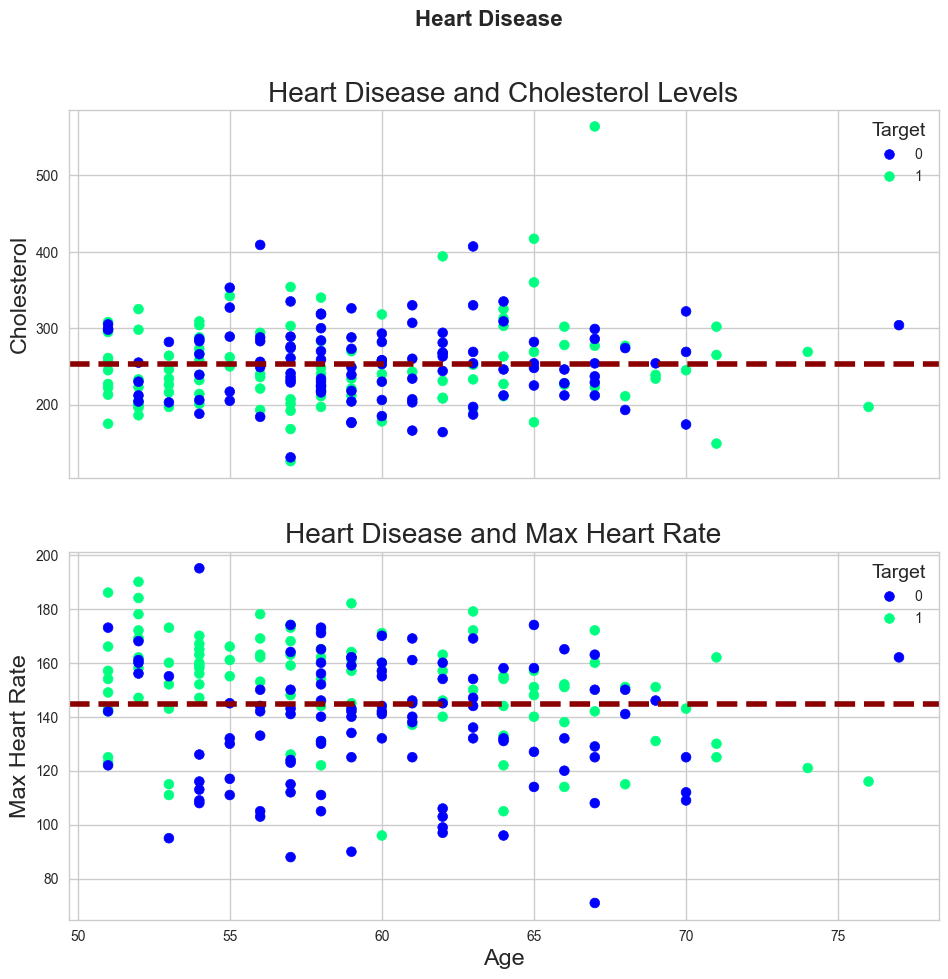 Heart Disease
Heart Disease and Cholesterol Levels
Target
0
1
500
400
300
200
Cholesterol
Heart Disease and Max Heart Rate
Target
0
1
200
180
160
140
120
100
80
Max Heart Rate
50 55 60 65 70 75
Age